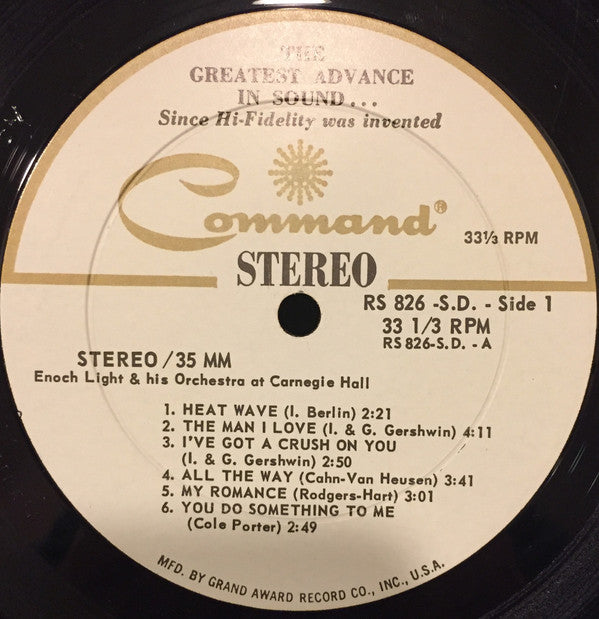 THE
GREATEST ADVANCE
IN SOUND...
Since Hi-Fidelity was invented
Command®
33⅓ RPM
STEREO
RS 826 -S.D. - Side 1
33 1/3 RPM
RS 826-S.D. - A
STEREO / 35 MM
Enoch Light & his Orchestra at Carnegie Hall
1. HEAT WAVE (I. Berlin) 2:21
2. THE MAN I LOVE (I. & G. Gershwin) 4:11
3. I'VE GOT A CRUSH ON YOU
(I. & G. Gershwin) 2:50
4. ALL THE WAY (Cahn-Van Heusen) 3:41
5. MY ROMANCE (Rodgers-Hart) 3:01
6. YOU DO SOMETHING TO ME
(Cole Porter) 2:49
MFD. BY GRAND AWARD RECORD CO., INC., U.S.A.